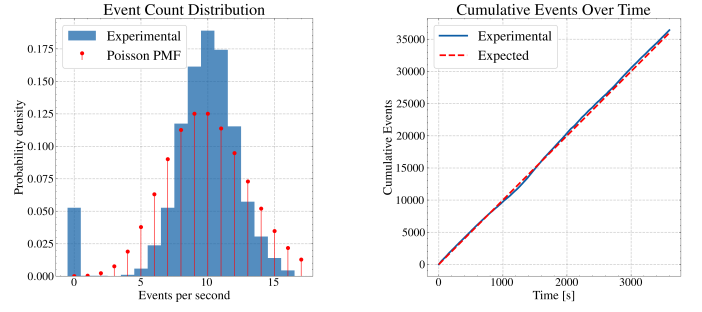 Event Count Distribution
Experimental
Poisson PMF
0.175
0.150
0.125
0.100
0.075
0.050
0.025
0.000
Probability density
0 5 10 15
Events per second
Cumulative Events Over Time
Experimental
Expected
35000
30000
25000
20000
15000
10000
5000
0
Cumulative Events
0 1000 2000 3000
Time [s]